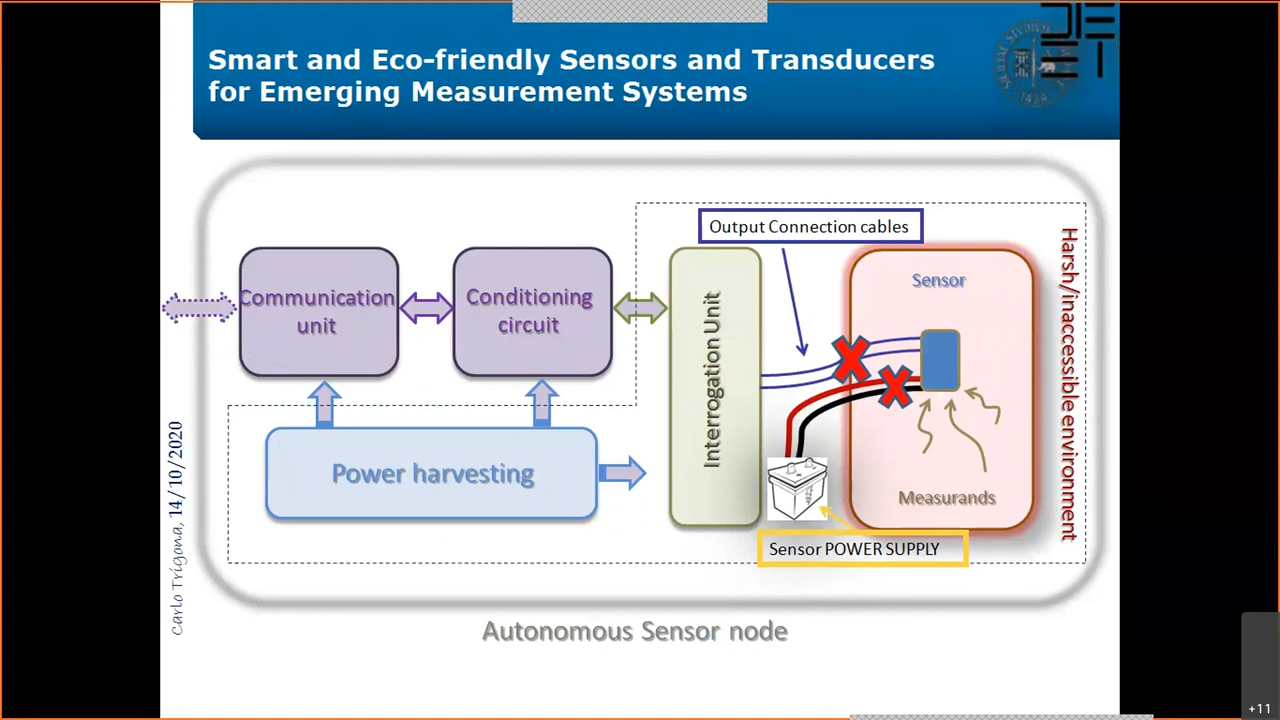 Smart and Eco-friendly Sensors and Transducers
for Emerging Measurement Systems
Output Connection cables
Harsh/inaccessible environment
Sensor
Communication
unit
Conditioning
circuit
Interrogation Unit
Power harvesting
Measurands
Sensor POWER SUPPLY
Carlo Trigona, 14/10/2020
Autonomous Sensor node
+11